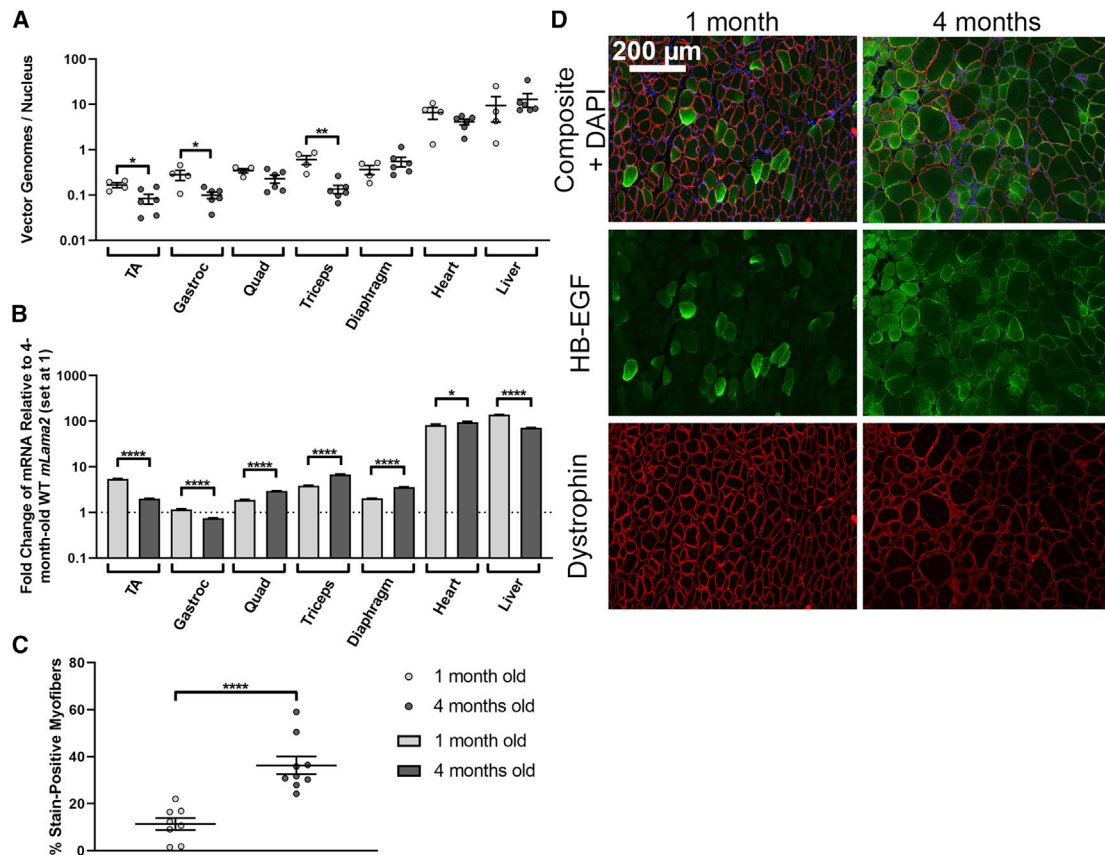 A
Vector Genomes / Nucleus
100
10
1
0.1
0.01
*
*
**
TA
Gastroc
Quad
Triceps
Diaphragm
Heart
Liver
B
Fold Change of mRNA Relative to 4-
month-old WT mLama2 (set at 1)
1000
100
10
1
0.1
****
****
****
****
****
*
****
TA
Gastroc
Quad
Triceps
Diaphragm
Heart
Liver
C
% Stain-Positive Myofibers
80
60
40
20
0
****
1 month old
4 months old
1 month old
4 months old
D
1 month
4 months
200 µm
Composite
+ DAPI
HB-EGF
Dystrophin